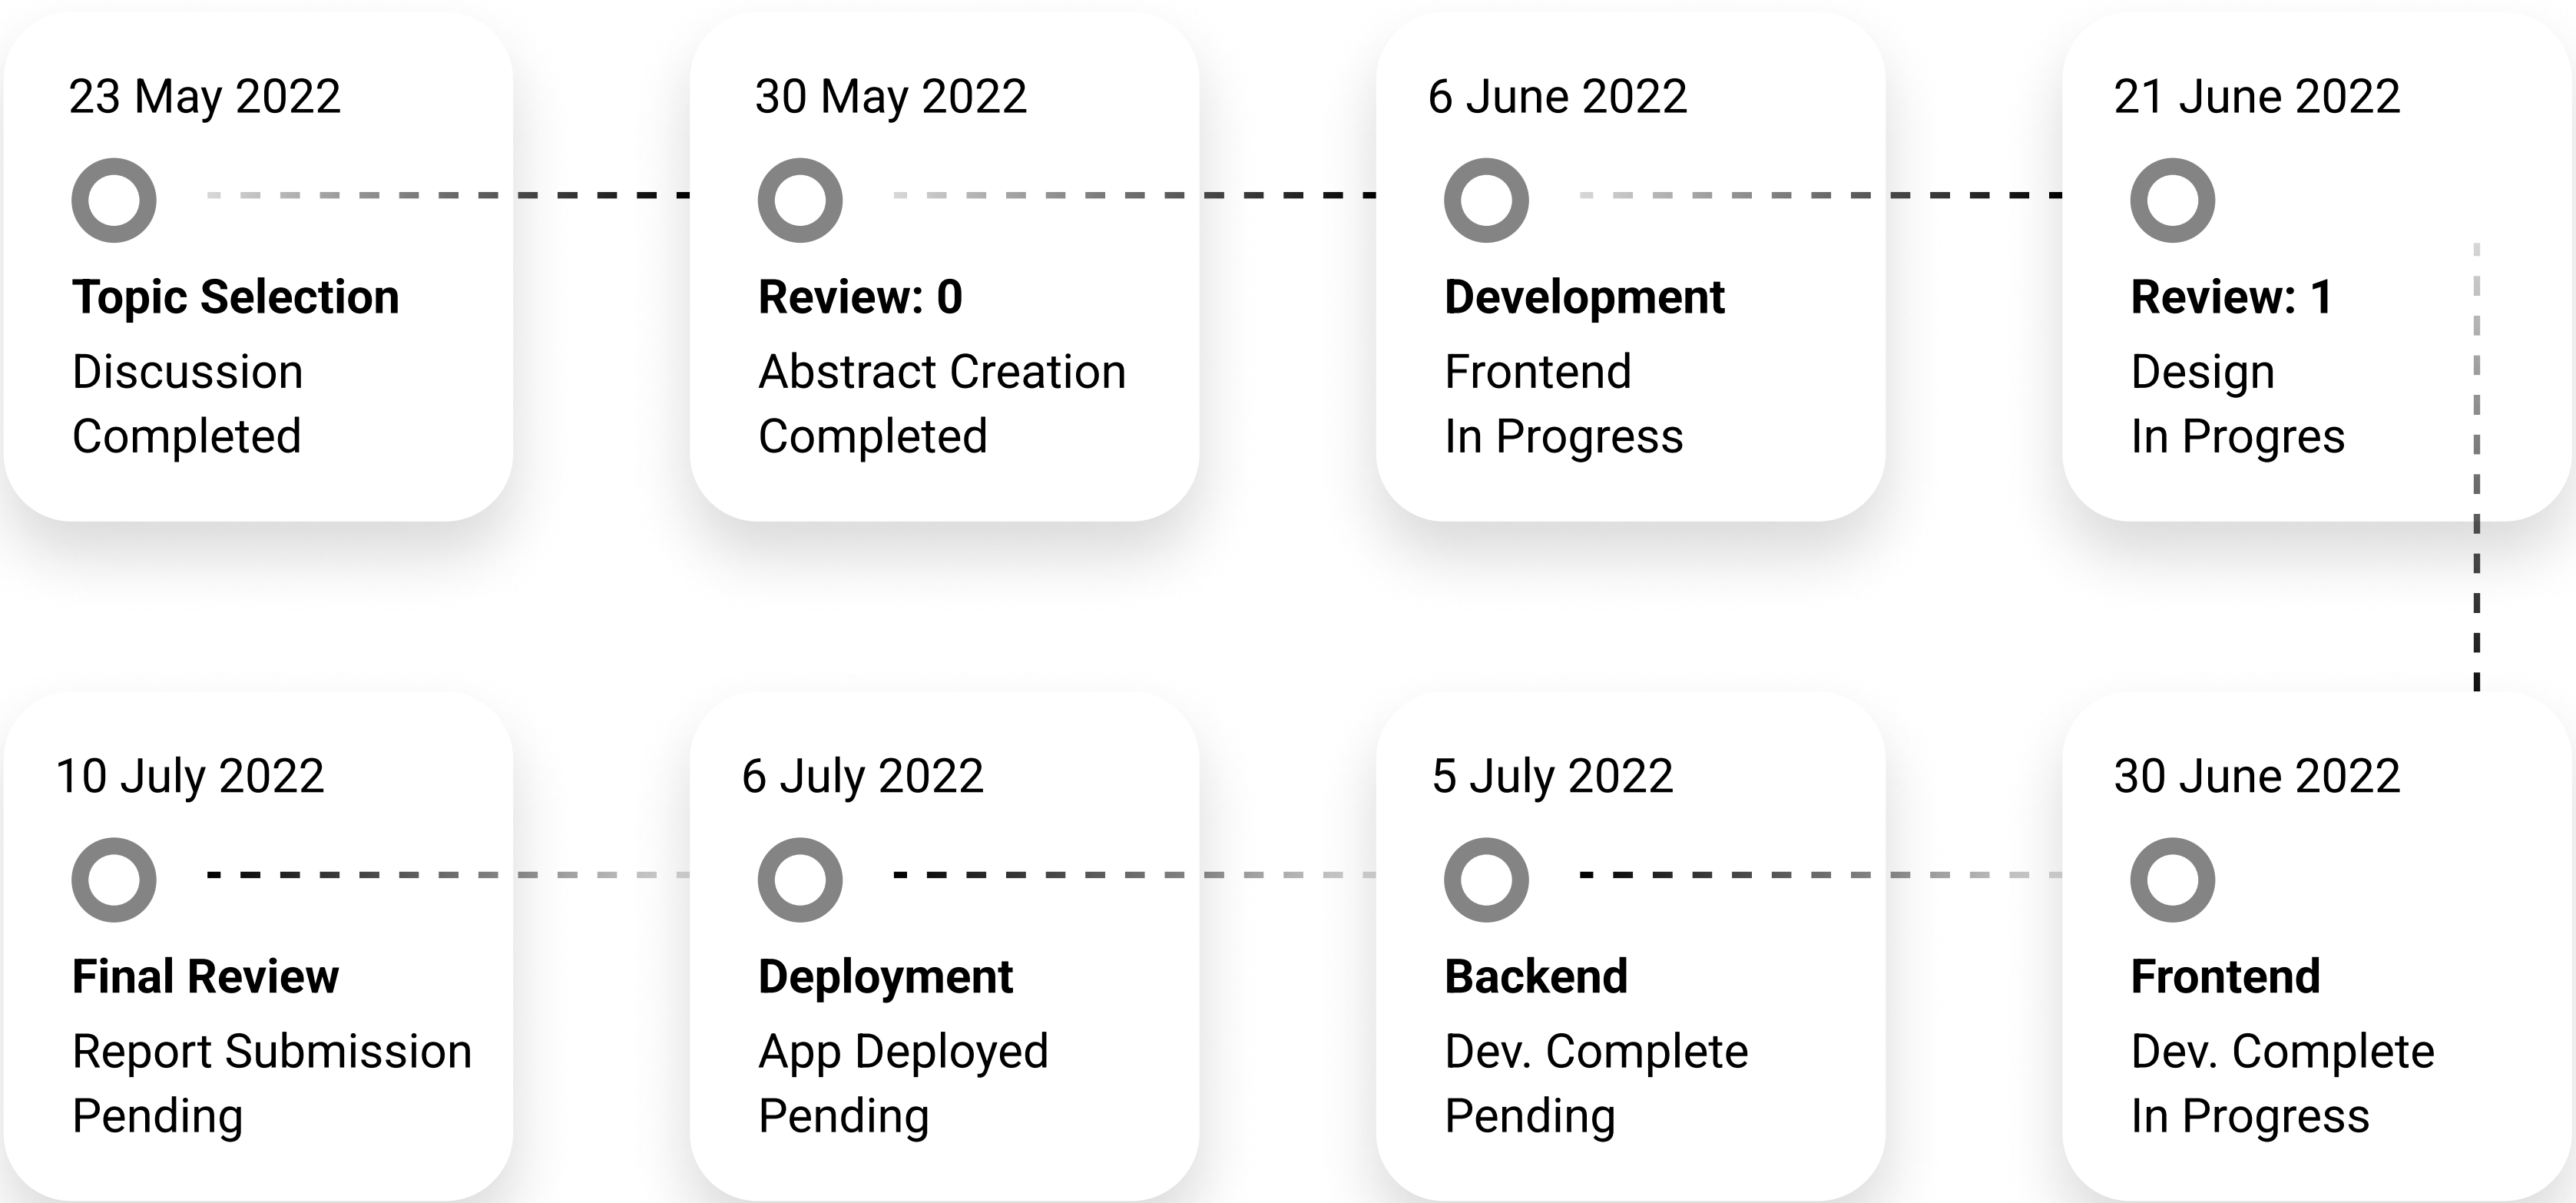 23 May 2022
Topic Selection
Discussion
Completed
30 May 2022
Review: 0
Abstract Creation
Completed
6 June 2022
Development
Frontend
In Progress
21 June 2022
Review: 1
Design
In Progres
30 June 2022
Frontend
Dev. Complete
In Progress
5 July 2022
Backend
Dev. Complete
Pending
6 July 2022
Deployment
App Deployed
Pending
10 July 2022
Final Review
Report Submission
Pending